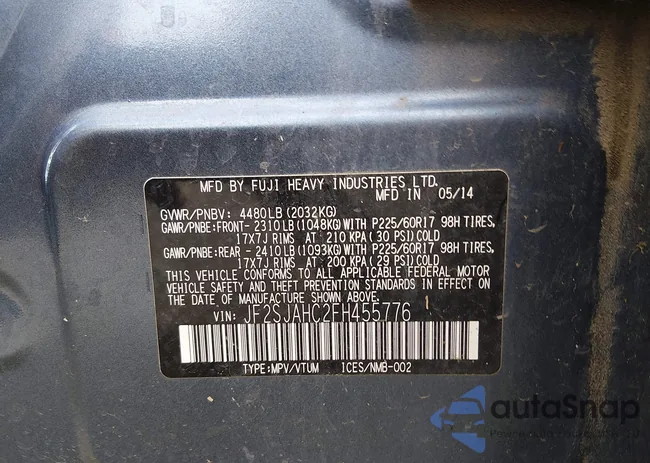 MFD BY FUJI HEAVY INDUSTRIES LTD.
MFD IN 05/14
GVWR/PNBV: 4480LB(2032KG)
GAWR/PNBE:FRONT- 2310LB(1048KG)WITH P225/60R17 98H TIRES,
17X7J RIMS AT 210 KPA(30 PSI)COLD
GAWR/PNBE:REAR - 2410LB(1093KG)WITH P225/60R17 98H TIRES,
17X7J RIMS AT 200 KPA(29 PSI)COLD
THIS VEHICLE CONFORMS TO ALL APPLICABLE FEDERAL MOTOR
VEHICLE SAFETY AND THEFT PREVENTION STANDARDS IN EFFECT
ON THE DATE OF MANUFACTURE SHOWN ABOVE.
VIN: JF2SJAHC2FH455776
TYPE:MPV/VTUM ICES/NMB-002
autoSnap